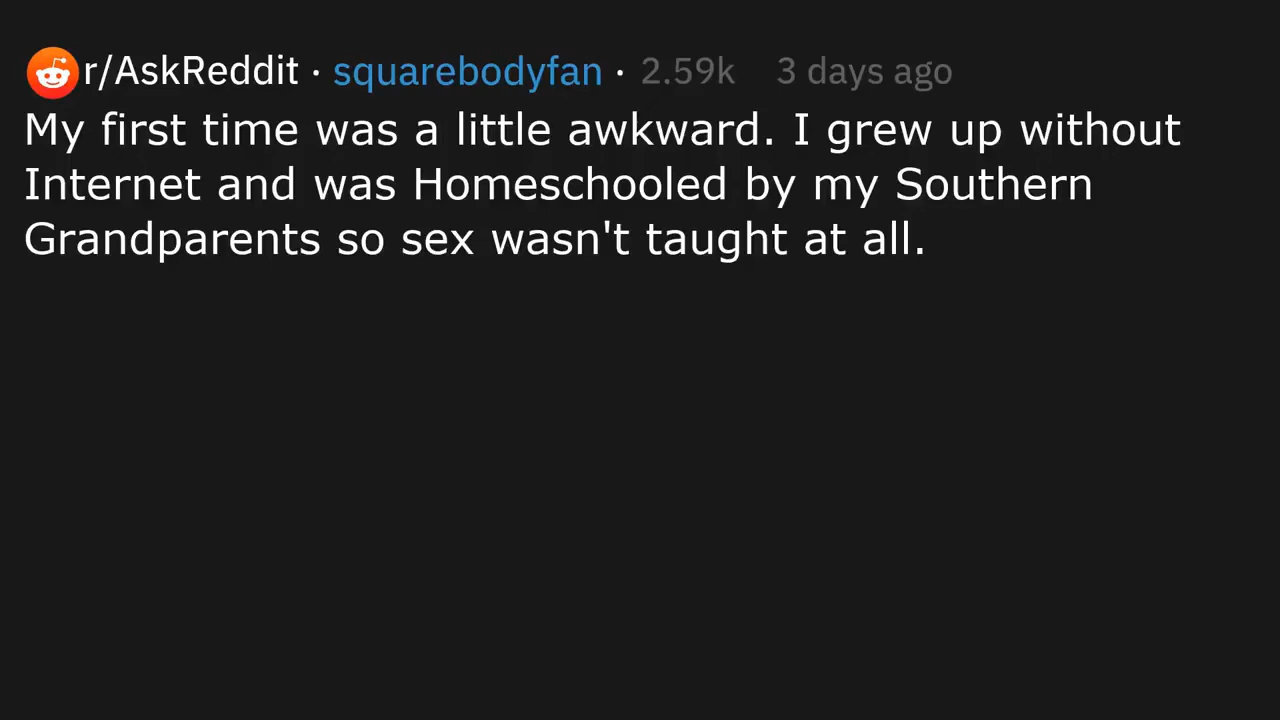 r/AskReddit · squarebodyfan · 2.59k 3 days ago
My first time was a little awkward. I grew up without
Internet and was Homeschooled by my Southern
Grandparents so sex wasn't taught at all.